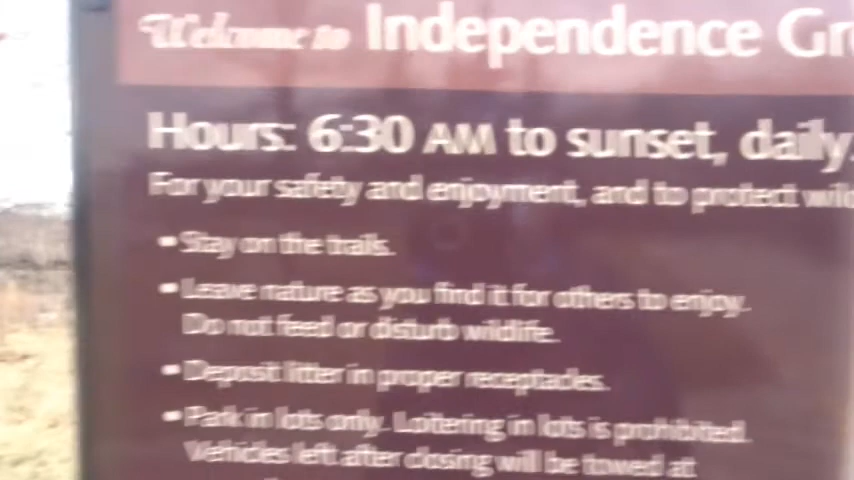 Welcome to Independence Gr
Hours: 6:30 AM to sunset, daily.
For your safety and enjoyment, and to protect wild
• Stay on the trails.
• Leave nature as you find it for others to enjoy.
Do not feed or disturb wildlife.
• Deposit litter in proper receptacles.
• Park in lots only. Loitering in lots is prohibited.
Vehicles left after closing will be towed at